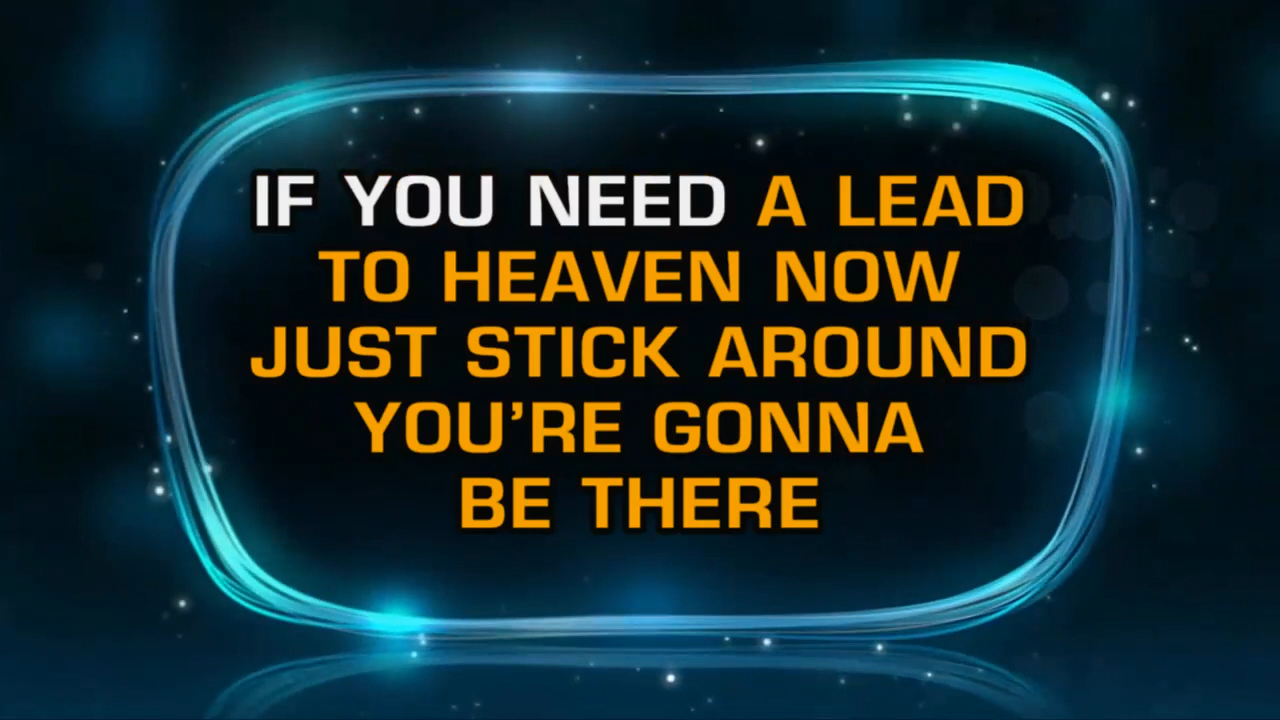 IF YOU NEED A LEAD
TO HEAVEN NOW
JUST STICK AROUND
YOU'RE GONNA
BE THERE